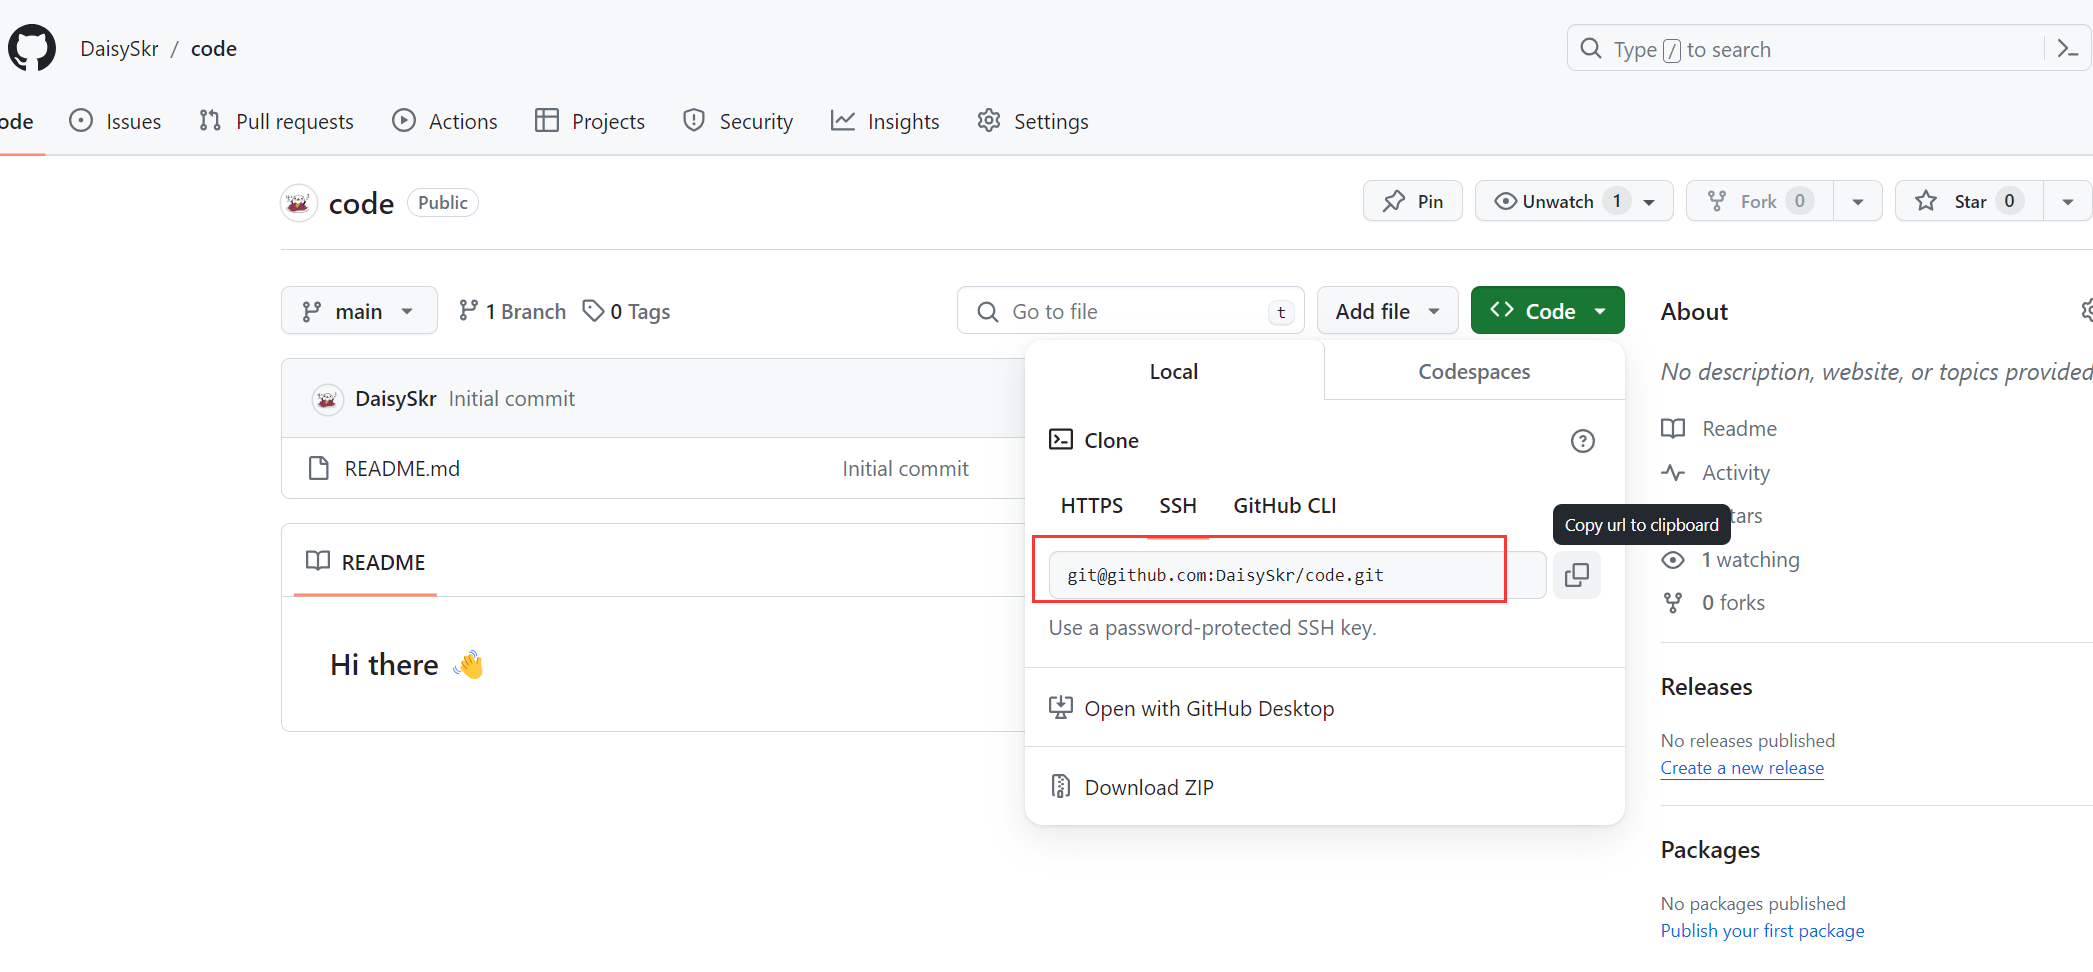 DaisySkr / code
Type / to search
ode Issues Pull requests Actions Projects Security Insights Settings
code Public
Pin Unwatch 1 Fork 0 Star 0
main 1 Branch 0 Tags
Go to file t
Add file
Code
Local Codespaces
Clone
HTTPS SSH GitHub CLI
Copy url to clipboard
git@github.com:DaisySkr/code.git
Use a password-protected SSH key.
Open with GitHub Desktop
Download ZIP
DaisySkr Initial commit
README.md Initial commit
README
Hi there 👋
About
No description, website, or topics provided
Readme
Activity
tars
1 watching
0 forks
Releases
No releases published
Create a new release
Packages
No packages published
Publish your first package